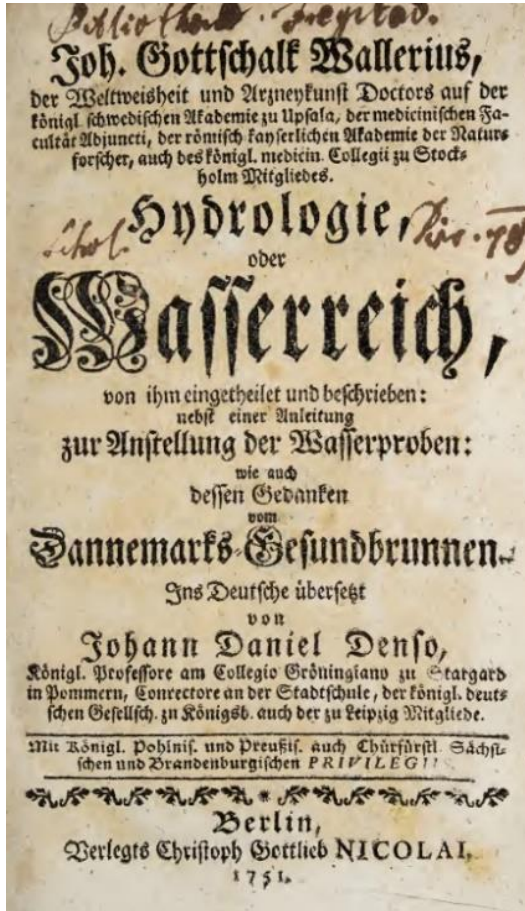 Joh. Gottschalk Wallerius,
der Weltweisheit und Arzneykunst Doctors auf der
königl schwedischen Akademie zu Upsala, der medicinischen Fa-
cultät Adjuncti, der römisch kayserlichen Akademie der Natur-
forscher, auch des königl. medicin. Collegii zu Stock-
holm Mitgliedes.
Hydrologie,
oder
Wasserreich,
von ihm eingetheilet und beschrieben:
nebst einer Anleitung
zur Anstellung der Wasserproben:
wie auch
dessen Gedanken
vom
Dannemarks-Gesundbrunnen.
Ins Deutsche übersetzt
von
Johann Daniel Denso,
Königl. Professore am Collegio Gröningiano zu Stargard
in Pommern, Conrectore an der Stadtschule, der königl. deut-
schen Gesellsch. zu Königsb. auch der zu Leipzig Mitgliede.
Mit Königl. Pohlnis. und Preußis. auch Chürfürstl. Sächsi-
schen und Brandenburgischen PRIVILEGIIS
Berlin,
Verlegts Christoph Gottlieb NICOLAI,
1751.